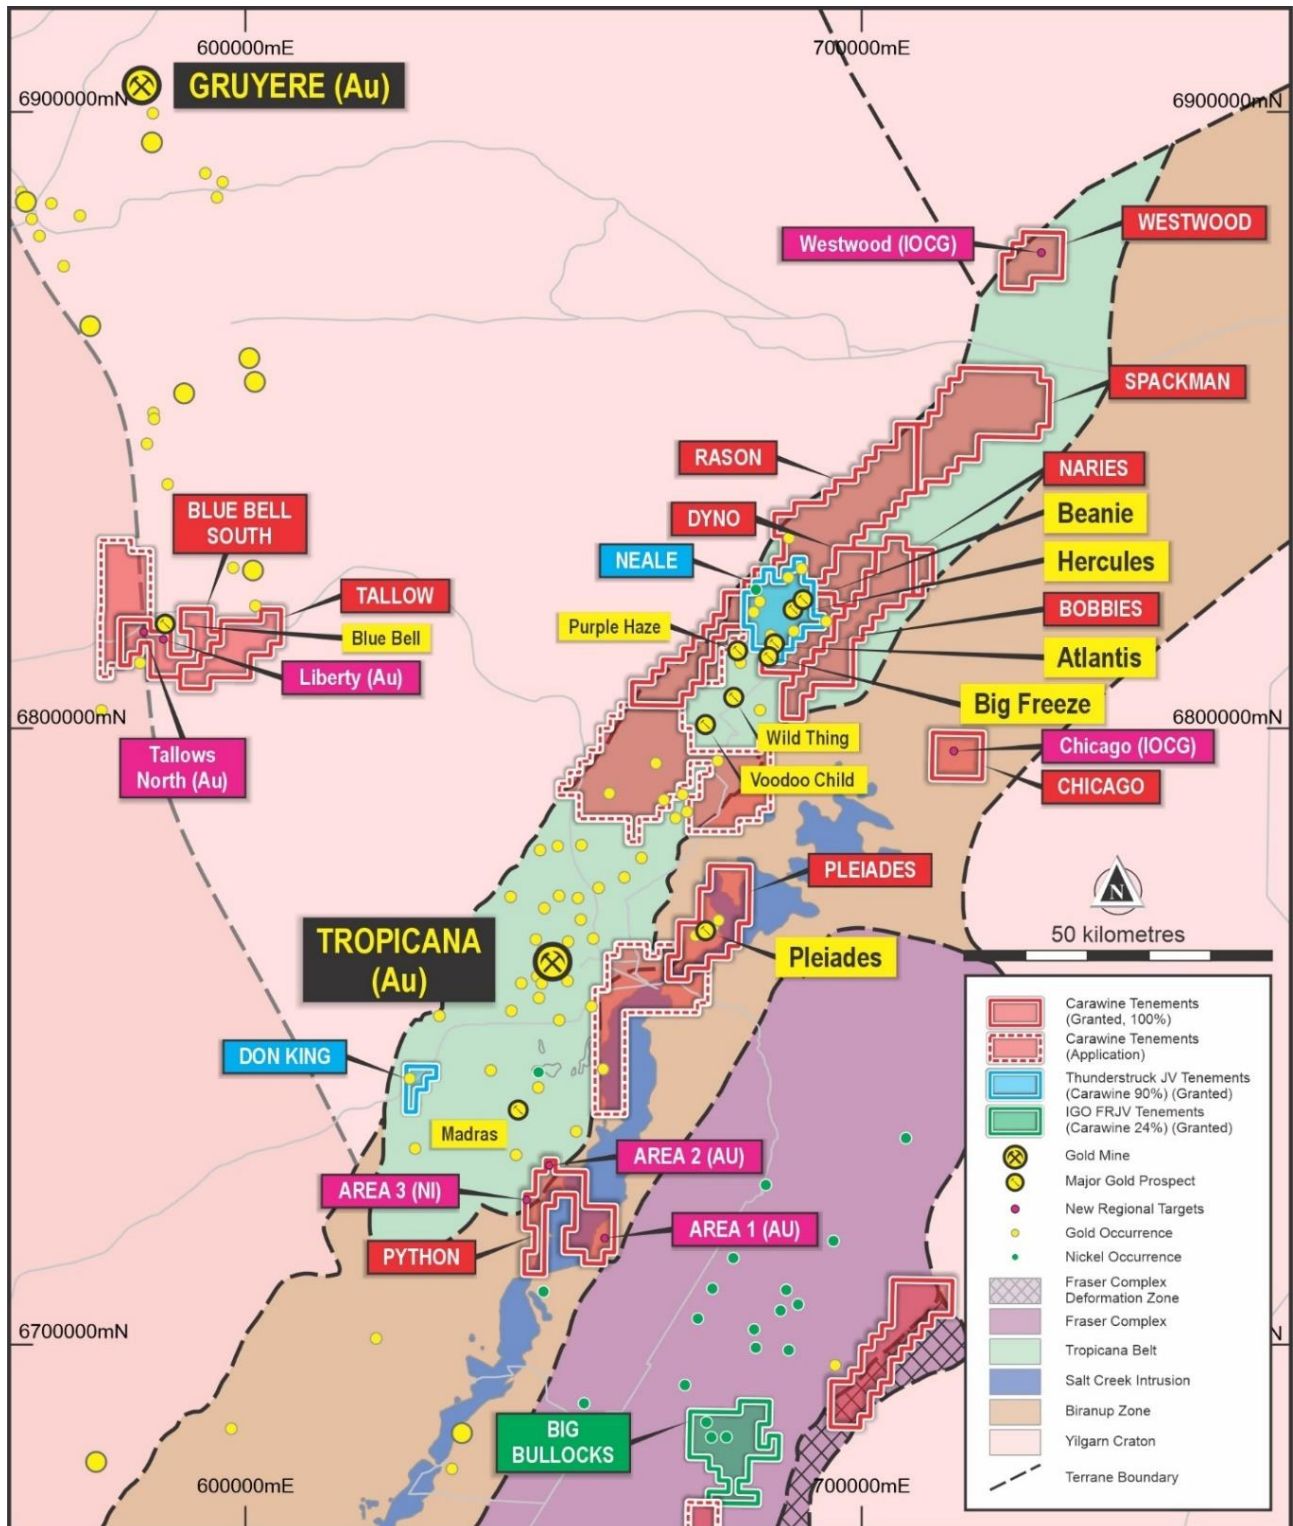 600000mE
700000mE
GRUYERE (Au)
6900000mN
6900000mN
Westwood (IOCG)
WESTWOOD
SPACKMAN
RASON
NARIES
BLUE BELL
SOUTH
DYNO
Beanie
NEALE
Hercules
TALLOW
BOBBIES
Purple Haze
Blue Bell
Atlantis
Liberty (Au)
Big Freeze
6800000mN
6800000mN
Wild Thing
Chicago (IOCG)
Tallows
North (Au)
Voodoo Child
CHICAGO
PLEIADES
N
TROPICANA
(Au)
50 kilometres
Pleiades
DON KING
Madras
AREA 2 (AU)
AREA 3 (NI)
AREA 1 (AU)
PYTHON
6700000mN
N
BIG
BULLOCKS
600000mE
700000mE
Carawine Tenements
(Granted, 100%)
Carawine Tenements
(Application)
Thunderstruck JV Tenements
(Carawine 90%) (Granted)
IGO FRJV Tenements
(Carawine 24%) (Granted)
Gold Mine
Major Gold Prospect
New Regional Targets
Gold Occurrence
Nickel Occurrence
Fraser Complex
Deformation Zone
Fraser Complex
Tropicana Belt
Salt Creek Intrusion
Biranup Zone
Yilgarn Craton
Terrane Boundary